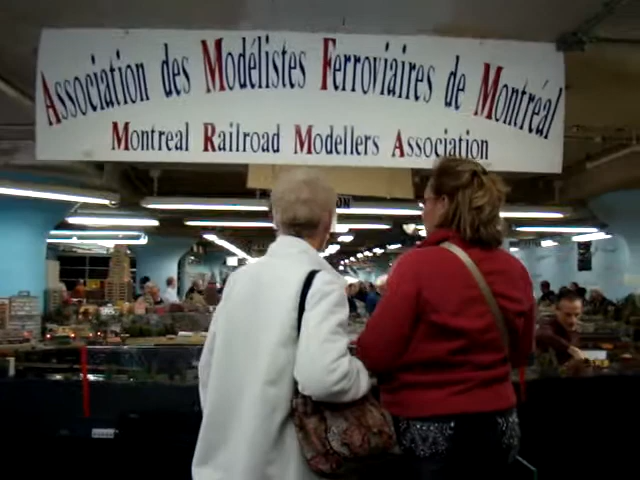 Association des Modélistes Ferroviaires de Montréal
Montreal Railroad Modellers Association